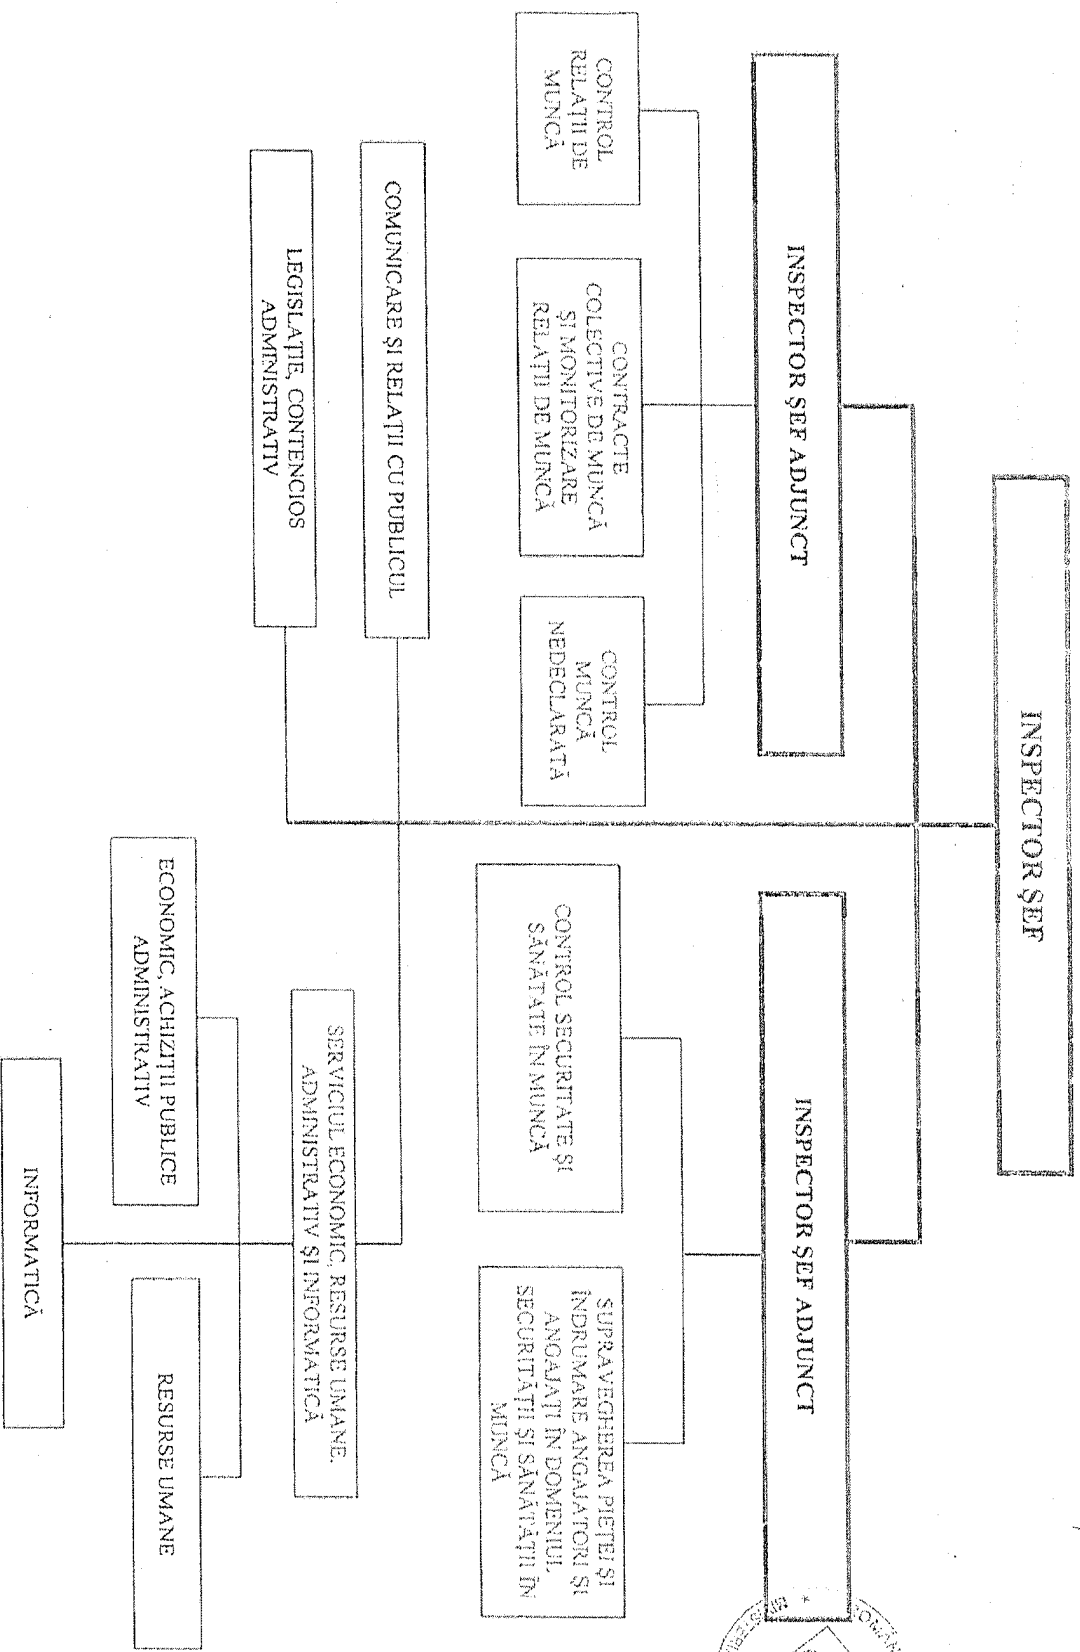 INSPECTOR ȘEF
INSPECTOR ȘEF ADJUNCT
INSPECTOR ȘEF ADJUNCT
CONTROL
RELAȚII DE
MUNCĂ
CONTRACTE
COLECTIVE DE MUNCĂ
ȘI MONITORIZARE
RELAȚII DE MUNCĂ
CONTROL
MUNCĂ
NEDECLARATĂ
CONTROL SECURITATE ȘI
SĂNĂTATE ÎN MUNCĂ
SUPRAVEGHEREA PIEȚEI ȘI
ÎNDRUMARE ANGAJATORI ȘI
ANGAJAȚI ÎN DOMENIUL
SECURITĂȚII ȘI SĂNĂTĂȚII ÎN
MUNCĂ
COMUNICARE ȘI RELAȚII CU PUBLICUL
LEGISLAȚIE, CONTENCIOS
ADMINISTRATIV
SERVICIUL ECONOMIC, RESURSE UMANE,
ADMINISTRATIV ȘI INFORMATICĂ
ECONOMIC, ACHIZIȚII PUBLICE
ADMINISTRATIV
RESURSE UMANE
INFORMATICĂ